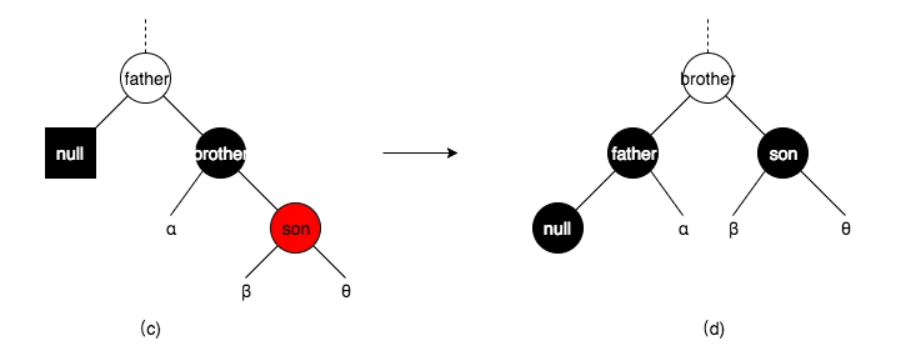 father
brother
null
brother
father
son
α
son
null
α
β
θ
β
θ
(c)
(d)